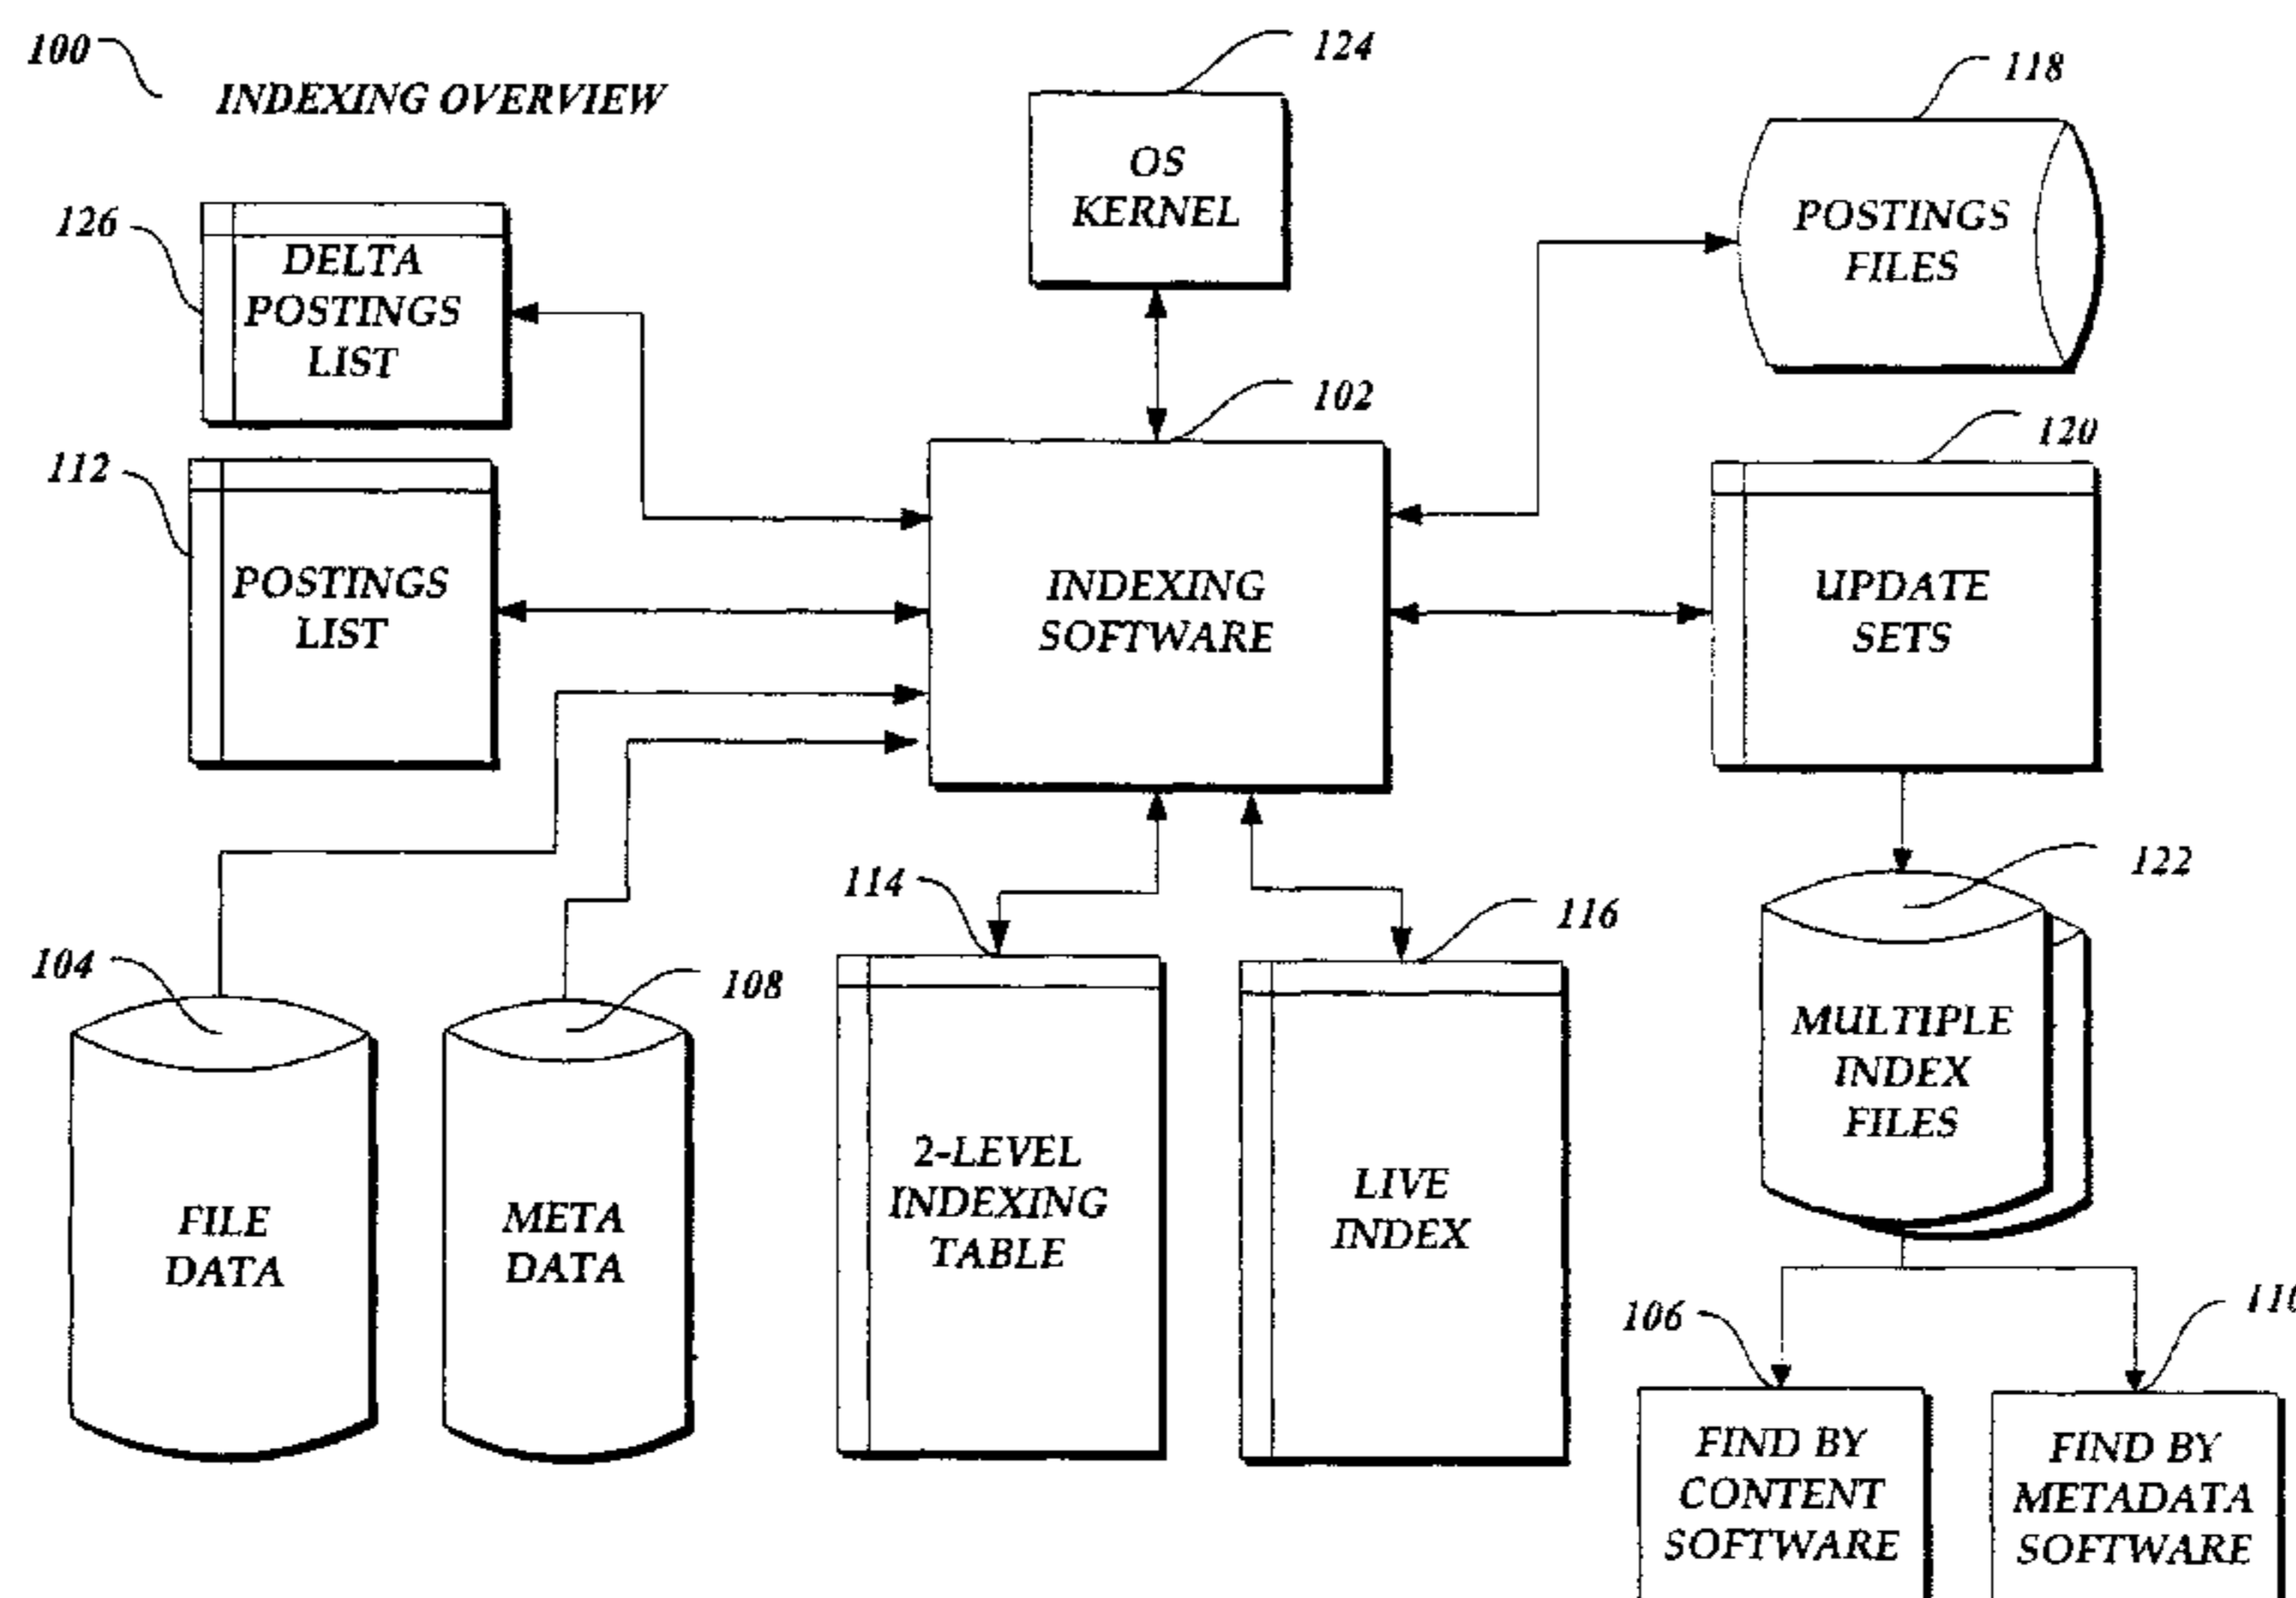 100
INDEXING OVERVIEW
124
OS
KERNEL
118
POSTINGS
FILES
126
DELTA
POSTINGS
LIST
102
INDEXING
SOFTWARE
120
UPDATE
SETS
112
POSTINGS
LIST
104
FILE
DATA
108
META
DATA
114
2-LEVEL
INDEXING
TABLE
116
LIVE
INDEX
122
MULTIPLE
INDEX
FILES
106
FIND BY
CONTENT
SOFTWARE
110
FIND BY
METADATA
SOFTWARE